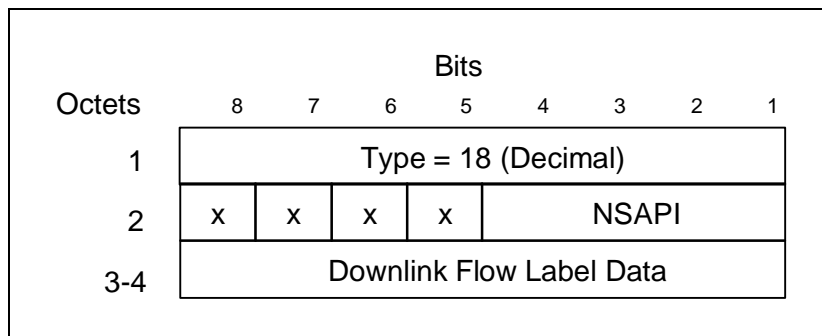 Bits
Octets 8 7 6 5 4 3 2 1
1 Type = 18 (Decimal)
2 x x x x NSAPI
3-4 Downlink Flow Label Data